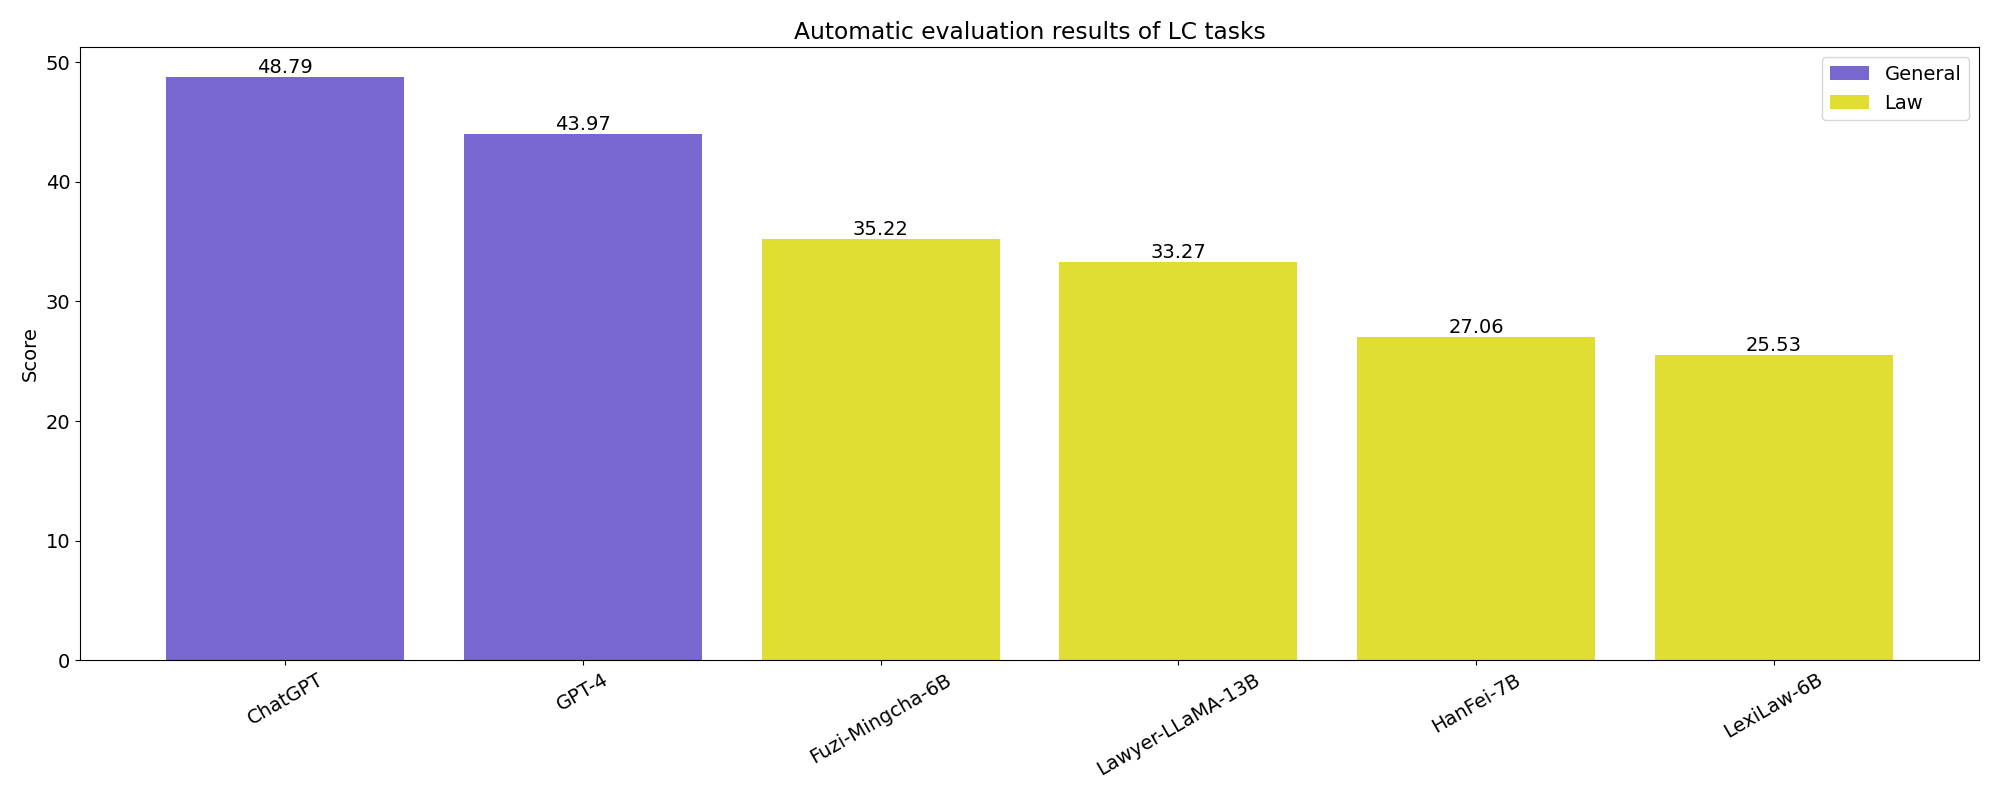 Automatic evaluation results of LC tasks
General
Law
Score
50
40
30
20
10
0
48.79
43.97
35.22
33.27
27.06
25.53
ChatGPT
GPT-4
Fuzi-Mingcha-6B
Lawyer-LLaMA-13B
HanFei-7B
LexiLaw-6B